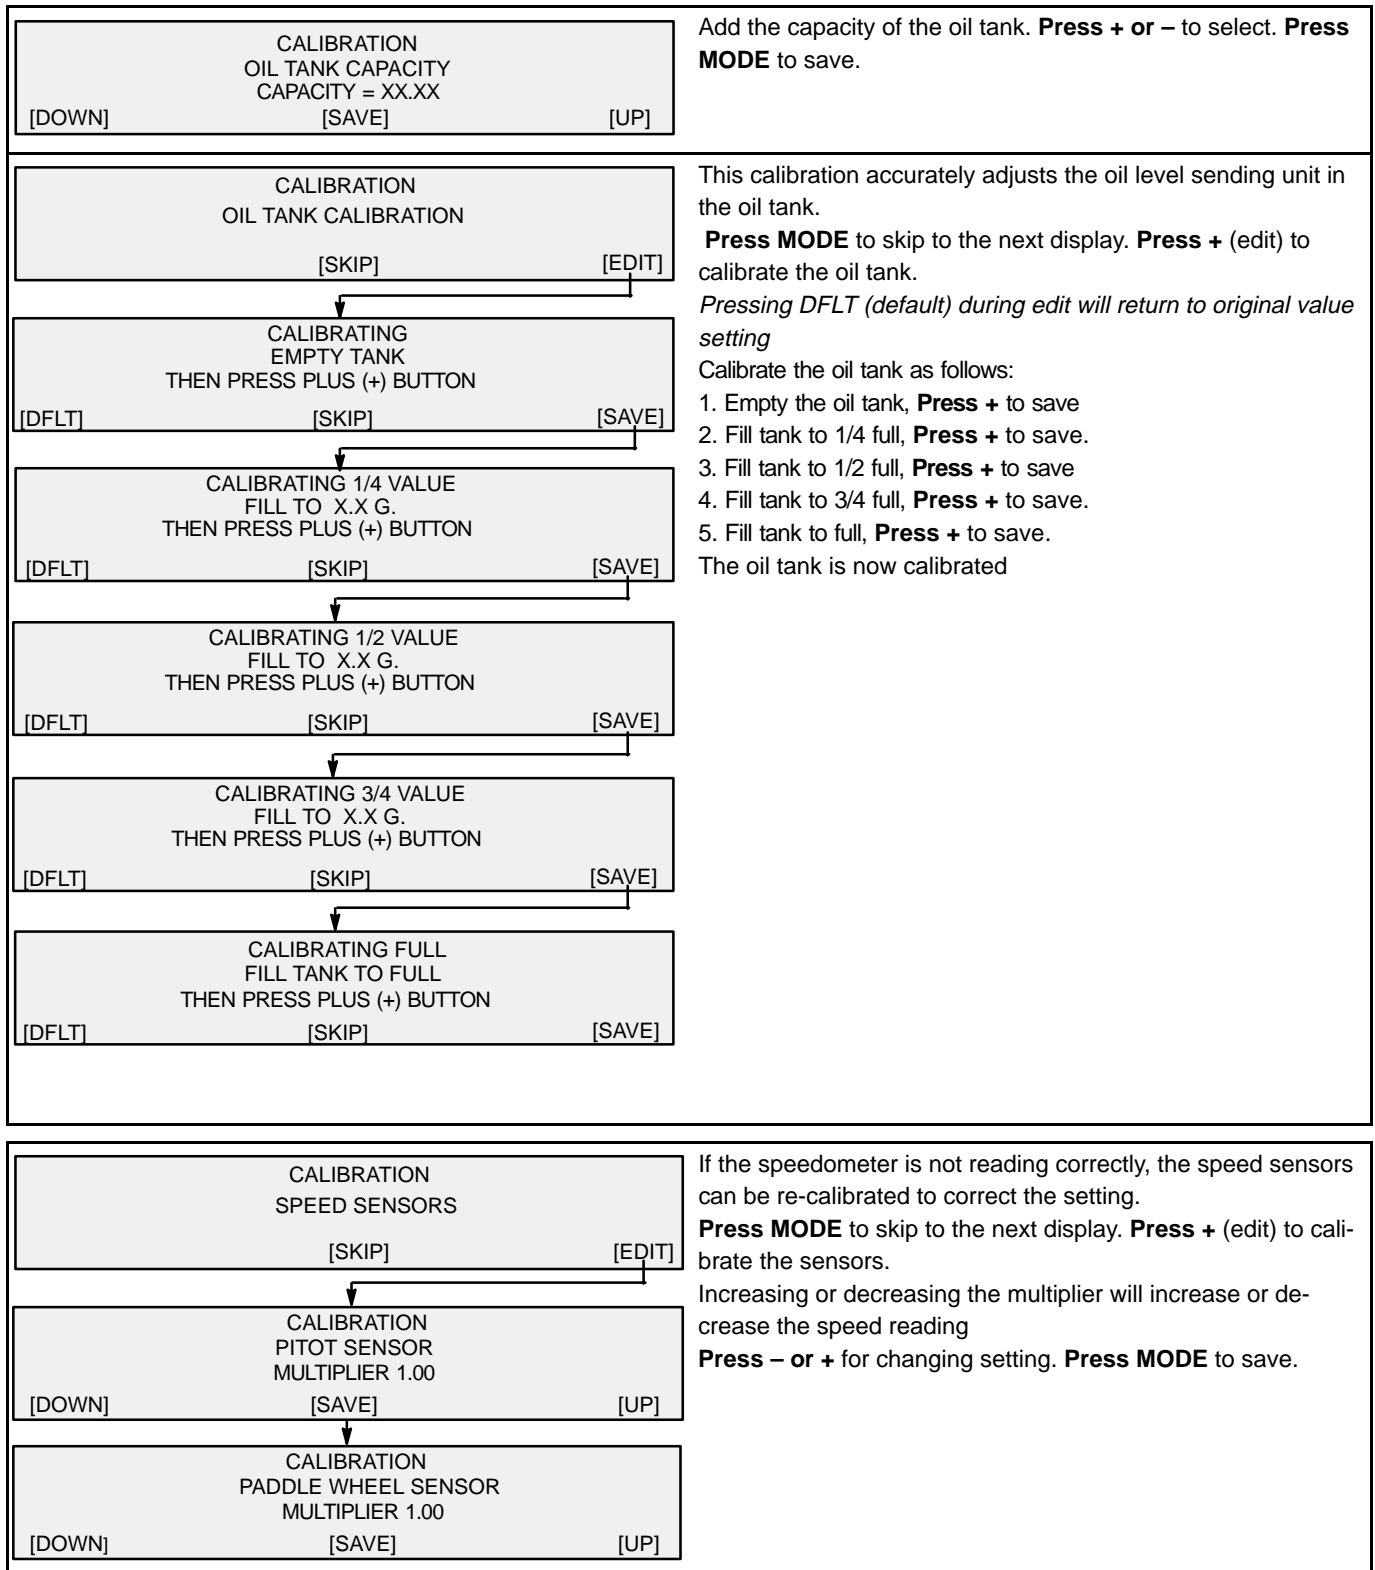 CALIBRATION
OIL TANK CAPACITY
CAPACITY = XX.XX
[DOWN] [SAVE] [UP]
Add the capacity of the oil tank. Press + or – to select. Press
MODE to save.
CALIBRATION
OIL TANK CALIBRATION
[SKIP] [EDIT]
CALIBRATING
EMPTY TANK
THEN PRESS PLUS (+) BUTTON
[DFLT] [SKIP] [SAVE]
CALIBRATING 1/4 VALUE
FILL TO X.X G.
THEN PRESS PLUS (+) BUTTON
[DFLT] [SKIP] [SAVE]
CALIBRATING 1/2 VALUE
FILL TO X.X G.
THEN PRESS PLUS (+) BUTTON
[DFLT] [SKIP] [SAVE]
CALIBRATING 3/4 VALUE
FILL TO X.X G.
THEN PRESS PLUS (+) BUTTON
[DFLT] [SKIP] [SAVE]
CALIBRATING FULL
FILL TANK TO FULL
THEN PRESS PLUS (+) BUTTON
[DFLT] [SKIP] [SAVE]
This calibration accurately adjusts the oil level sending unit in
the oil tank.
Press MODE to skip to the next display. Press + (edit) to
calibrate the oil tank.
Pressing DFLT (default) during edit will return to original value
setting
Calibrate the oil tank as follows:
1. Empty the oil tank, Press + to save
2. Fill tank to 1/4 full, Press + to save.
3. Fill tank to 1/2 full, Press + to save
4. Fill tank to 3/4 full, Press + to save.
5. Fill tank to full, Press + to save.
The oil tank is now calibrated
CALIBRATION
SPEED SENSORS
[SKIP] [EDIT]
CALIBRATION
PITOT SENSOR
MULTIPLIER 1.00
[DOWN] [SAVE] [UP]
CALIBRATION
PADDLE WHEEL SENSOR
MULTIPLIER 1.00
[DOWN] [SAVE] [UP]
If the speedometer is not reading correctly, the speed sensors
can be re-calibrated to correct the setting.
Press MODE to skip to the next display. Press + (edit) to cali-
brate the sensors.
Increasing or decreasing the multiplier will increase or de-
crease the speed reading
Press – or + for changing setting. Press MODE to save.